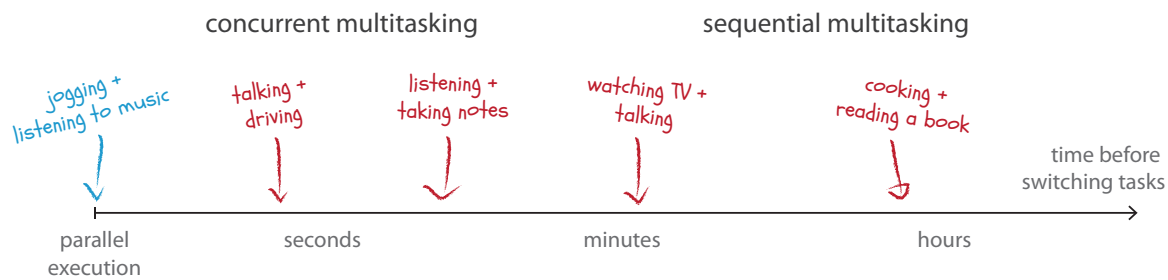 concurrent multitasking
sequential multitasking
jogging +
listening to music
talking +
driving
listening +
taking notes
watching TV +
talking
cooking +
reading a book
time before
switching tasks
parallel
execution
seconds
minutes
hours